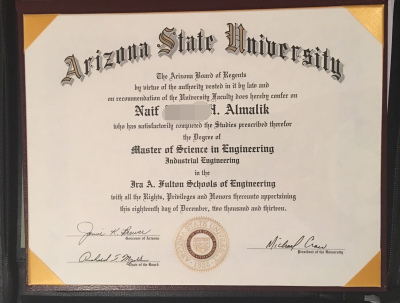 Arizona State University
The Arizona Board of Regents
by virtue of the authority vested in it by law and
on recommendation of the University Faculty does hereby confer on
Naif H. Almalik
who has satisfactorily completed the Studies prescribed therefor
the Degree of
Master of Science in Engineering
Industrial Engineering
in the
Ira A. Fulton Schools of Engineering
with all the Rights, Privileges and Honors thereunto appertaining
this eighteenth day of December, two thousand and thirteen.
Governor of Arizona
Michael Crow
President of the University